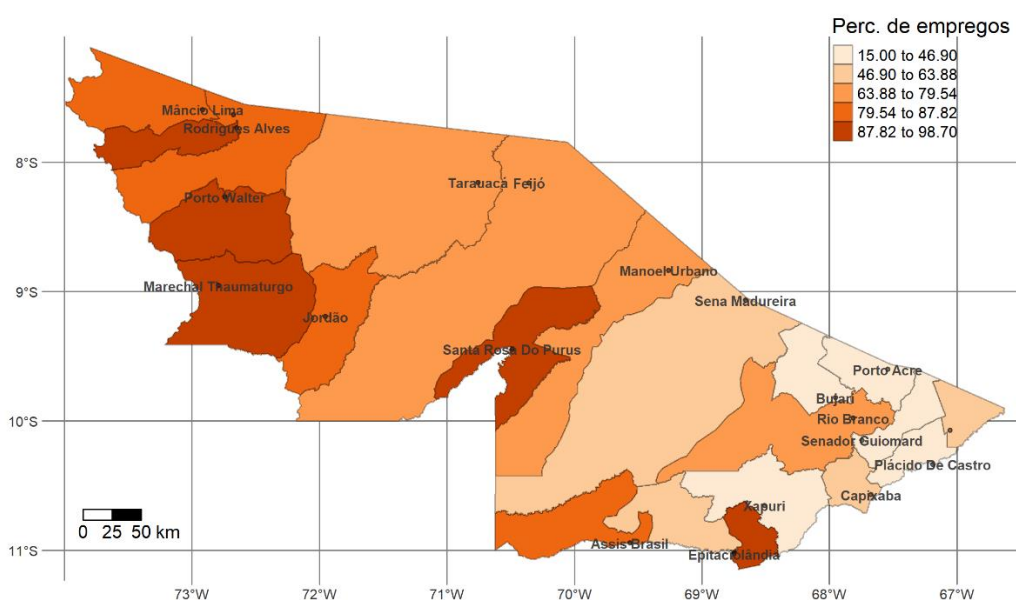 Perc. de empregos
15.00 to 46.90
46.90 to 63.88
63.88 to 79.54
79.54 to 87.82
87.82 to 98.70
Mâncio Lima
Rodrigues Alves
8°S
Tarauacá Feijó
Porto Walter
Manoel Urbano
Marechal Thaumaturgo
9°S
Sena Madureira
Jordão
Santa Rosa Do Purus
Porto Acre
Bujari
10°S
Rio Branco
Senador Guiomard
Plácido De Castro
Capixaba
Xapuri
0 25 50 km
Assis Brasil
11°S
Epitaciolândia
73°W 72°W 71°W 70°W 69°W 68°W 67°W